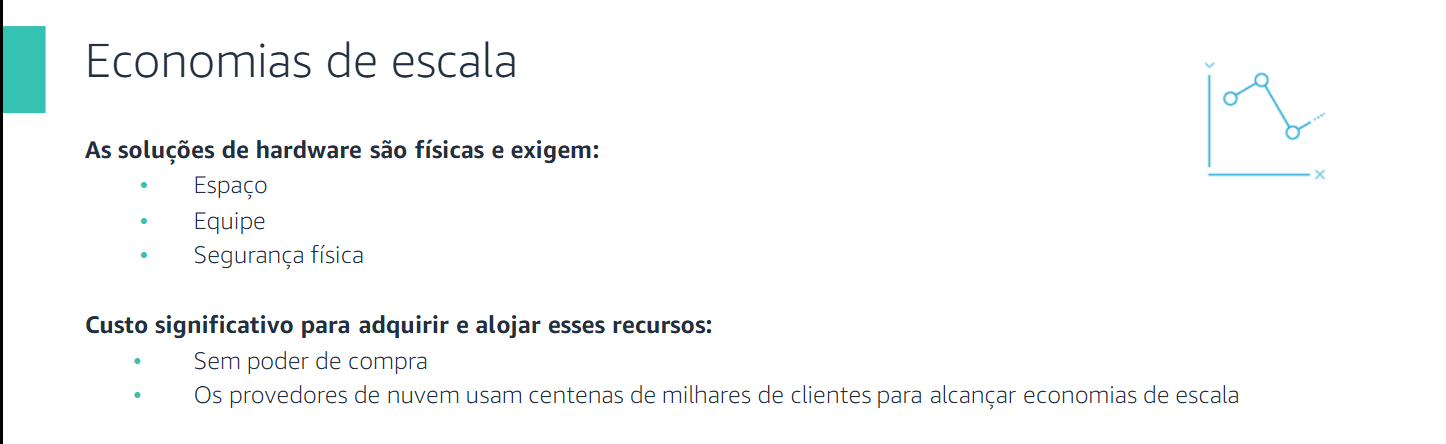 Economias de escala
As soluções de hardware são físicas e exigem:
• Espaço
• Equipe
• Segurança física
Custo significativo para adquirir e alojar esses recursos:
• Sem poder de compra
• Os provedores de nuvem usam centenas de milhares de clientes para alcançar economias de escala